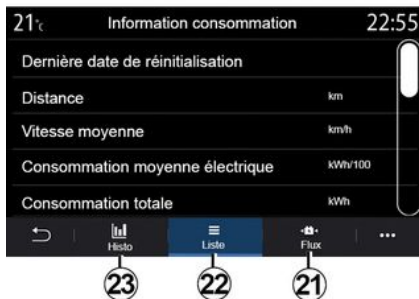 21°c Information consommation 22:55
Dernière date de réinitialisation
Distance km
Vitesse moyenne km/h
Consommation moyenne électrique kWh/100
Consommation totale kWh
Histo Liste Flux
23 22 21